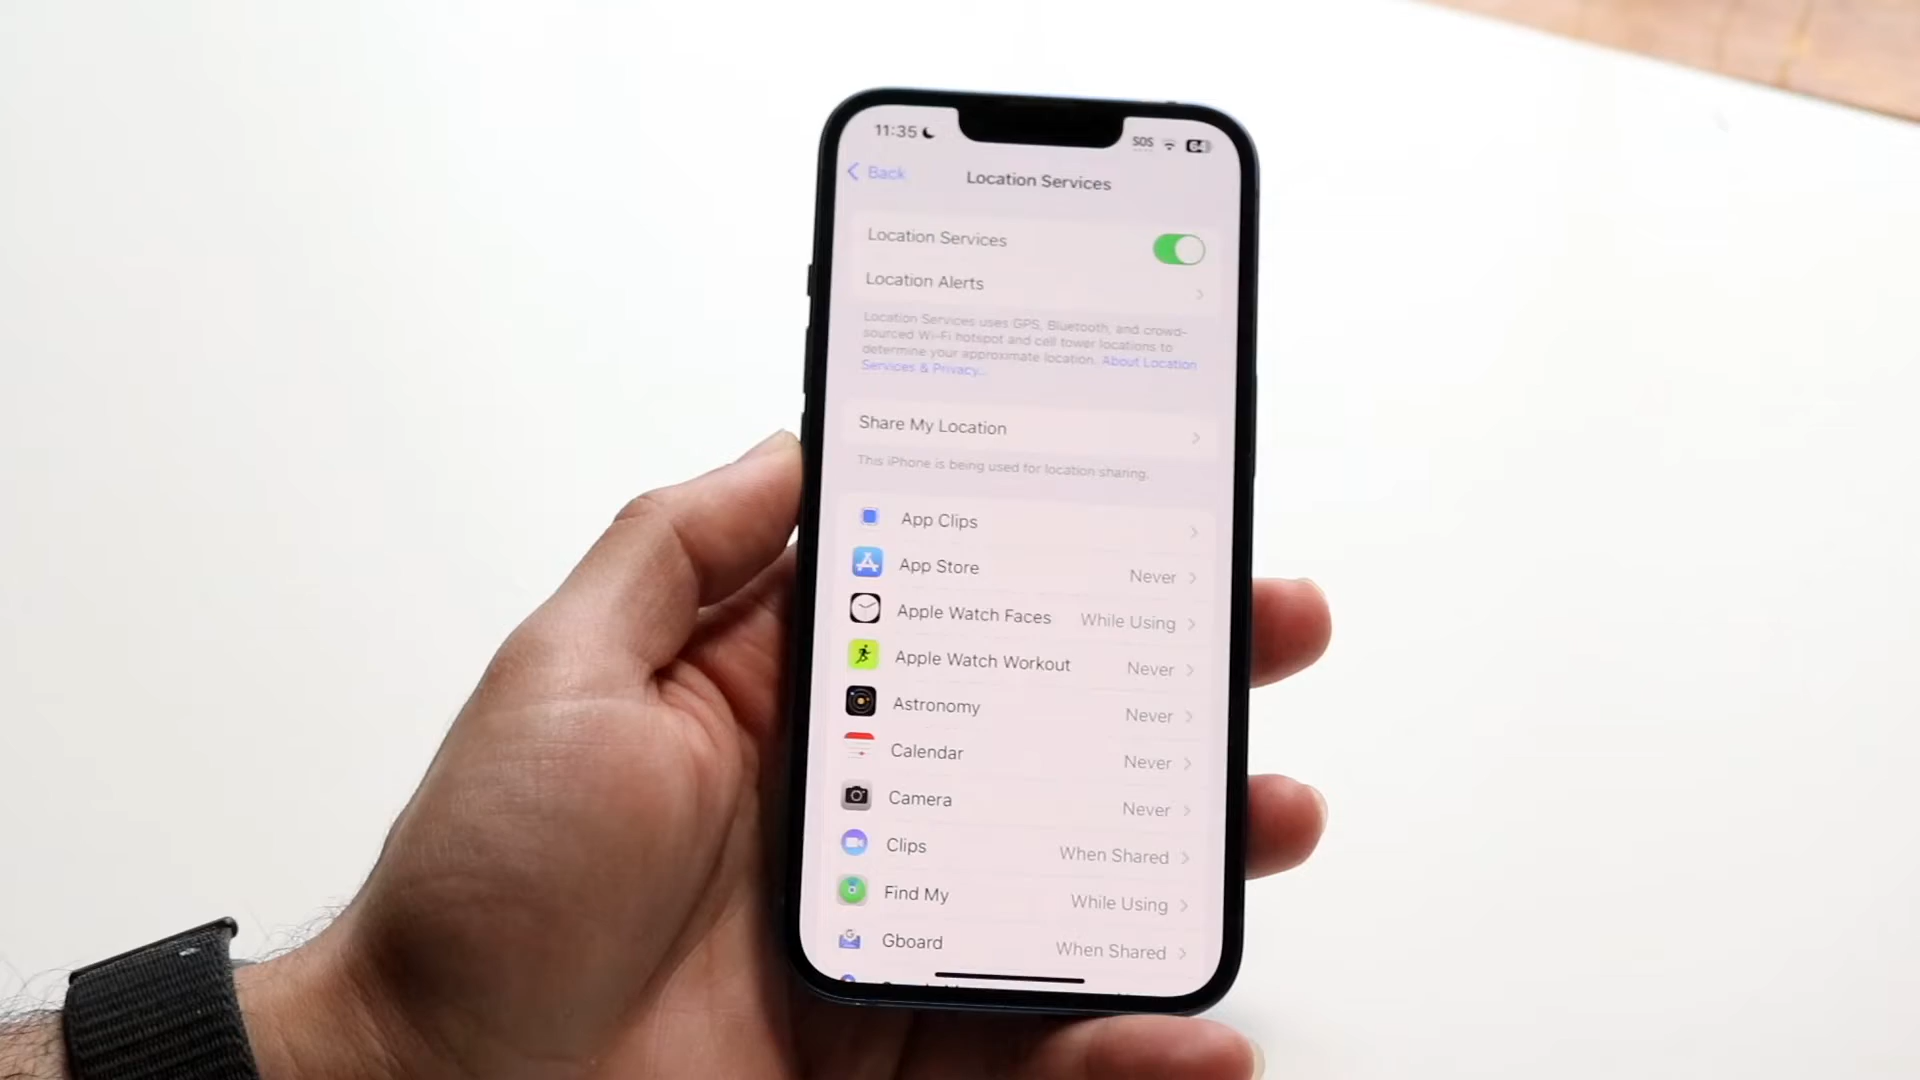 11:35
SOS
64
Back
Location Services
Location Services
Location Alerts
Location Services uses GPS, Bluetooth, and crowd-
sourced Wi-Fi hotspot and cell tower locations to
determine your approximate location. About Location
Services & Privacy...
Share My Location
This iPhone is being used for location sharing.
App Clips
App Store Never
Apple Watch Faces While Using
Apple Watch Workout Never
Astronomy Never
Calendar Never
Camera Never
Clips When Shared
Find My While Using
Gboard When Shared